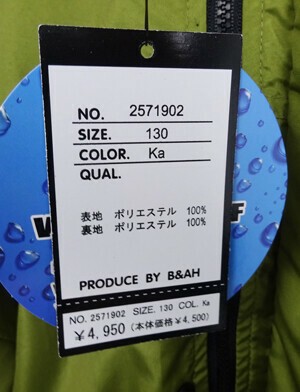 NO. 2571902
SIZE. 130
COLOR. Ka
QUAL.
表地 ポリエステル 100%
裏地 ポリエステル 100%
PRODUCE BY B&AH
NO. 2571902 SIZE. 130 COL. Ka
¥4,950(本体価格¥4,500)